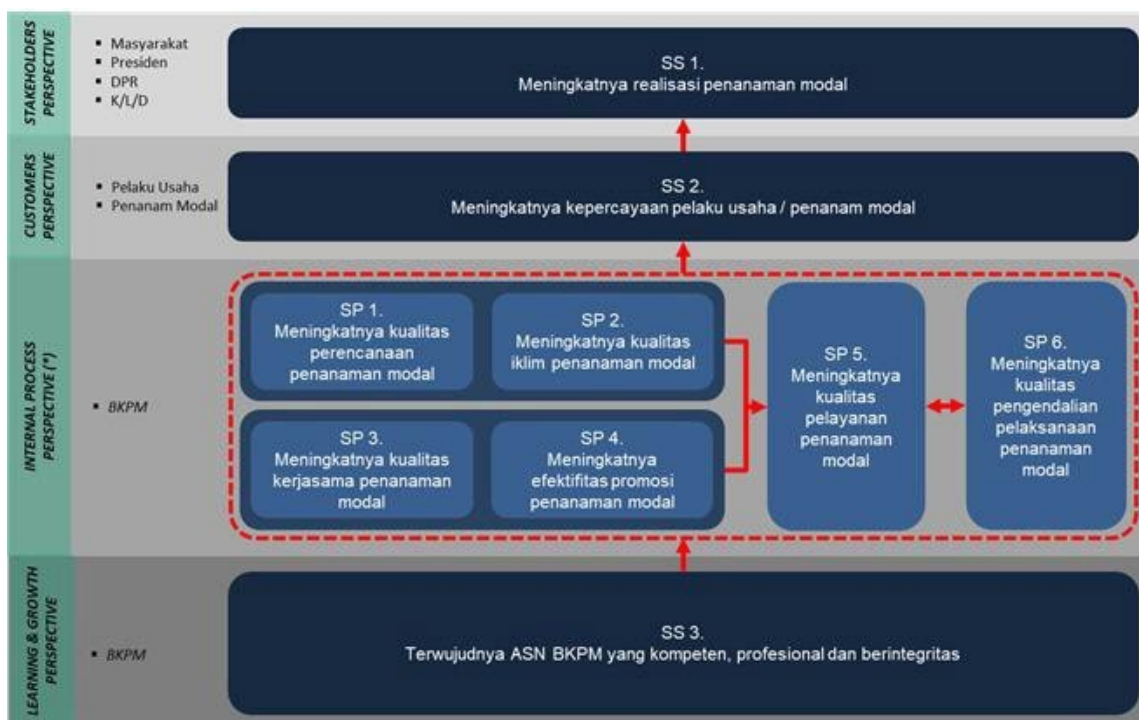 STAKEHOLDERS
PERSPECTIVE
▪ Masyarakat
▪ Presiden
▪ DPR
▪ K/L/D
SS 1.
Meningkatnya realisasi penanaman modal
CUSTOMERS
PERSPECTIVE
▪ Pelaku Usaha
▪ Penanam Modal
SS 2.
Meningkatnya kepercayaan pelaku usaha / penanam modal
INTERNAL PROCESS
PERSPECTIVE (*)
▪ BKPM
SP 1.
Meningkatnya kualitas
perencanaan
penanaman modal
SP 2.
Meningkatnya kualitas
iklim penanaman modal
SP 3.
Meningkatnya kualitas
kerjasama penanaman
modal
SP 4.
Meningkatnya
efektifitas promosi
penanaman modal
SP 5.
Meningkatnya
kualitas
pelayanan
penanaman
modal
SP 6.
Meningkatnya
kualitas
pengendalian
pelaksanaan
penanaman
modal
LEARNING & GROWTH
PERSPECTIVE
▪ BKPM
SS 3.
Terwujudnya ASN BKPM yang kompeten, profesional dan berintegritas